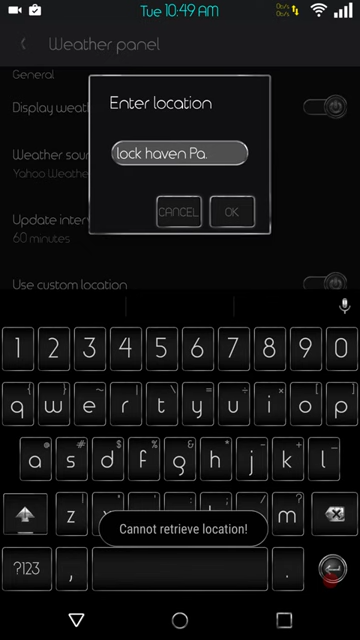 Tue 10:49 AM
0k/s
0k/s
Weather panel
General
Display weat
Enter location
lock haven Pa.
Weather sour
Yahoo Weathe
CANCEL OK
Update inter
60 minutes
Use custom location
1 2 3 4 5 6 7 8 9 0
q w e r t y u i o p
a s d f g h j k l
z m
Cannot retrieve location!
?123 , .